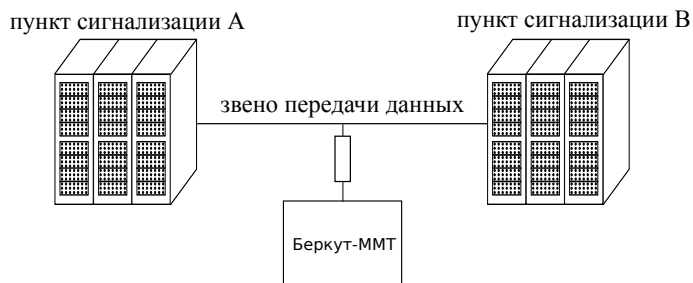 пункт сигнализации А
пункт сигнализации В
звено передачи данных
Беркут-ММТ